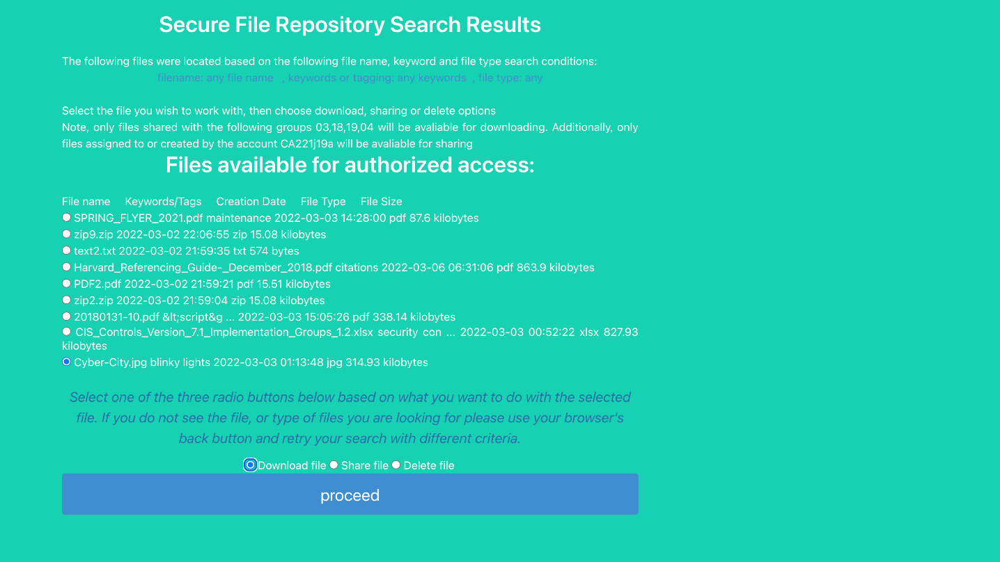 Secure File Repository Search Results
The following files were located based on the following file name, keyword and file type search conditions:
filename: any file name , keywords or tagging: any keywords , file type: any
Select the file you wish to work with, then choose download, sharing or delete options
Note, only files shared with the following groups 03,18,19,04 will be avaliable for downloading. Additionally, only
files assigned to or created by the account CA221j19a will be avaliable for sharing
Files available for authorized access:
File name Keywords/Tags Creation Date File Type File Size
SPRING_FLYER_2021.pdf maintenance 2022-03-03 14:28:00 pdf 87.6 kilobytes
zip9.zip 2022-03-02 22:06:55 zip 15.08 kilobytes
text2.txt 2022-03-02 21:59:35 txt 574 bytes
Harvard_Referencing_Guide-_December_2018.pdf citations 2022-03-06 06:31:06 pdf 863.9 kilobytes
PDF2.pdf 2022-03-02 21:59:21 pdf 15.51 kilobytes
zip2.zip 2022-03-02 21:59:04 zip 15.08 kilobytes
20180131-10.pdf &lt;script&g ... 2022-03-03 15:05:26 pdf 338.14 kilobytes
CIS_Controls_Version_7.1_Implementation_Groups_1.2.xlsx security con ... 2022-03-03 00:52:22 xlsx 827.93
kilobytes
Cyber-City.jpg blinky lights 2022-03-03 01:13:48 jpg 314.93 kilobytes
Select one of the three radio buttons below based on what you want to do with the selected
file. If you do not see the file, or type of files you are looking for please use your browser's
back button and retry your search with different criteria.
Download file Share file Delete file
proceed